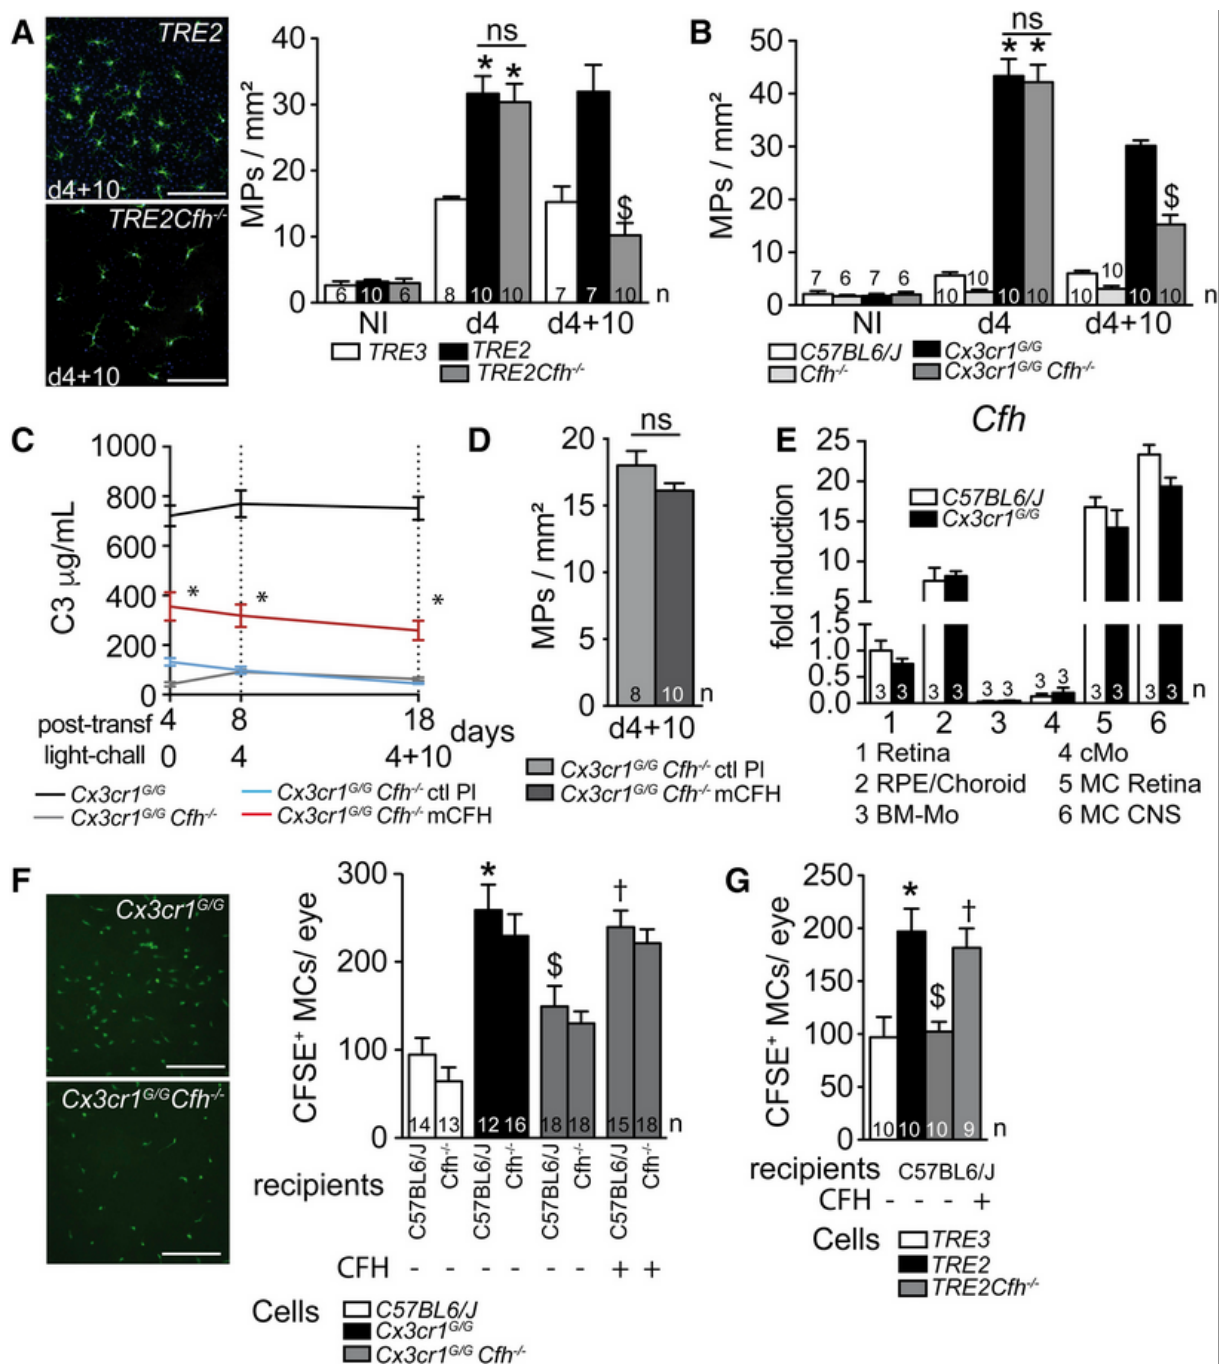 A
TRE2
d4+10
TRE2Cfh-/-
d4+10
MPs / mm²
40
30
20
10
0
ns
*
*
$
6 10 6 8 10 10 7 7 10 n
NI d4 d4+10
TRE3 TRE2
TRE2Cfh-/-
B
MPs / mm²
50
40
30
20
10
0
ns
*
*
$
7 6 7 6 10 10 10 10 10 10 10 10 n
NI d4 d4+10
C57BL6/J Cx3cr1G/G
Cfh-/- Cx3cr1G/G Cfh-/-
C
C3 µg/mL
1000
800
600
400
200
0
* * *
4 8 18
post-transf
days
light-chall 0 4 4+10
Cx3cr1G/G
Cx3cr1G/G Cfh-/-
Cx3cr1G/G Cfh-/- ctl Pl
Cx3cr1G/G Cfh-/- mCFH
D
MPs / mm²
20
15
10
5
0
ns
8 10 n
d4+10
Cx3cr1G/G Cfh-/- ctl Pl
Cx3cr1G/G Cfh-/- mCFH
E
Cfh
fold induction
25
20
15
10
5
1.5
1.0
0.5
0.0
C57BL6/J
Cx3cr1G/G
3 3 3 3 3 3 3 3 3 3 3 3 n
1 2 3 4 5 6
1 Retina 4 cMo
2 RPE/Choroid 5 MC Retina
3 BM-Mo 6 MC CNS
F
Cx3cr1G/G
Cx3cr1G/GCfh-/-
CFSE+ MCs/ eye
300
200
100
0
*
$
†
14 13 12 16 18 18 15 18 n
recipients
C57BL6/J Cfh-/- C57BL6/J Cfh-/- C57BL6/J Cfh-/- C57BL6/J Cfh-/-
CFH - - - - - - + +
Cells
C57BL6/J
Cx3cr1G/G
Cx3cr1G/G Cfh-/-
G
CFSE+ MCs/ eye
250
200
150
100
50
0
*
$
†
10 10 10 9 n
recipients C57BL6/J
CFH - - - +
Cells
TRE3
TRE2
TRE2Cfh-/-